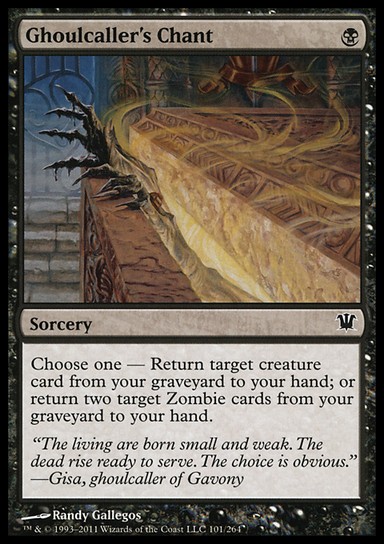 Ghoulcaller's Chant
Sorcery
Choose one — Return target creature
card from your graveyard to your hand; or
return two target Zombie cards from your
graveyard to your hand.
“The living are born small and weak. The
dead rise ready to serve. The choice is obvious.”
—Gisa, ghoulcaller of Gavony
Randy Gallegos
™ & © 1993–2011 Wizards of the Coast LLC 101/264